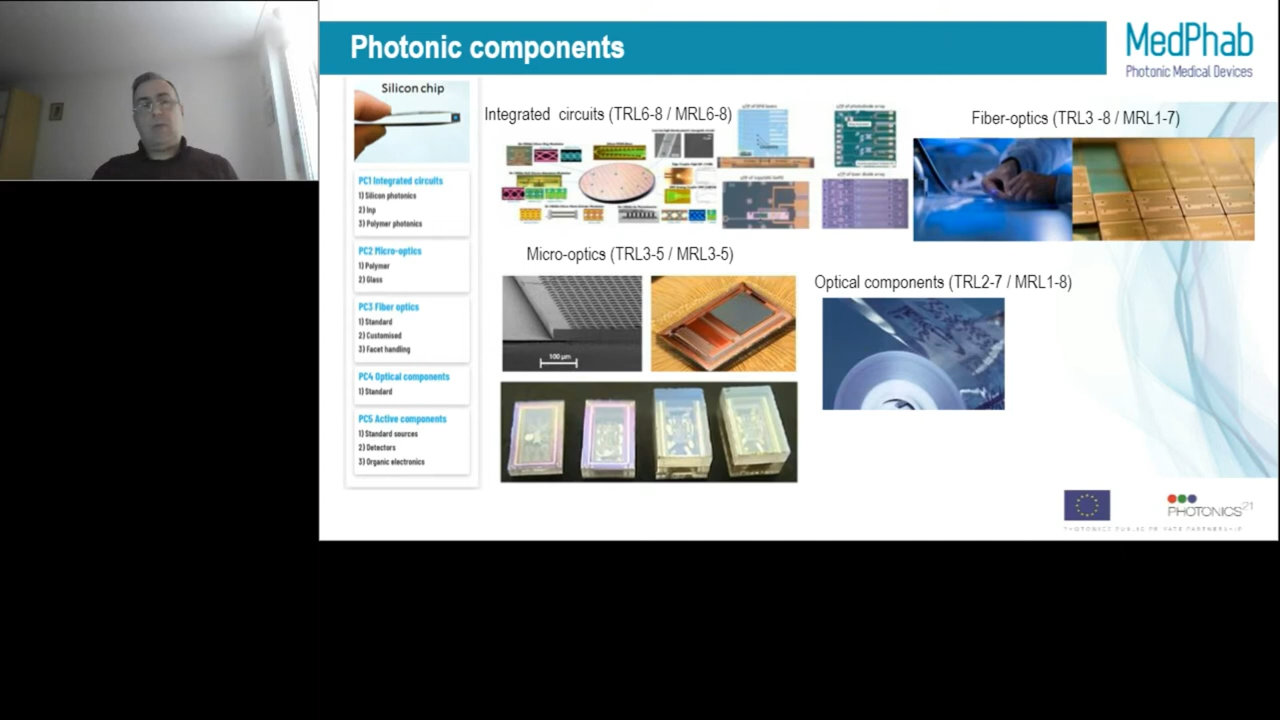 Photonic components
MedPhab
Photonic Medical Devices
Silicon chip
PC1 Integrated circuits
1) Silicon photonics
2) Inp
3) Polymer photonics
PC2 Micro-optics
1) Polymer
2) Glass
PC3 Fiber optics
1) Standard
2) Customised
3) Facet handling
PC4 Optical components
1) Standard
PC5 Active components
1) Standard sources
2) Detectors
3) Organic electronics
Integrated circuits (TRL6-8 / MRL6-8)
Fiber-optics (TRL3 -8 / MRL1-7)
Micro-optics (TRL3-5 / MRL3-5)
100 µm
Optical components (TRL2-7 / MRL1-8)
PHOTONICS²¹
PHOTONICS PUBLIC PRIVATE PARTNERSHIP